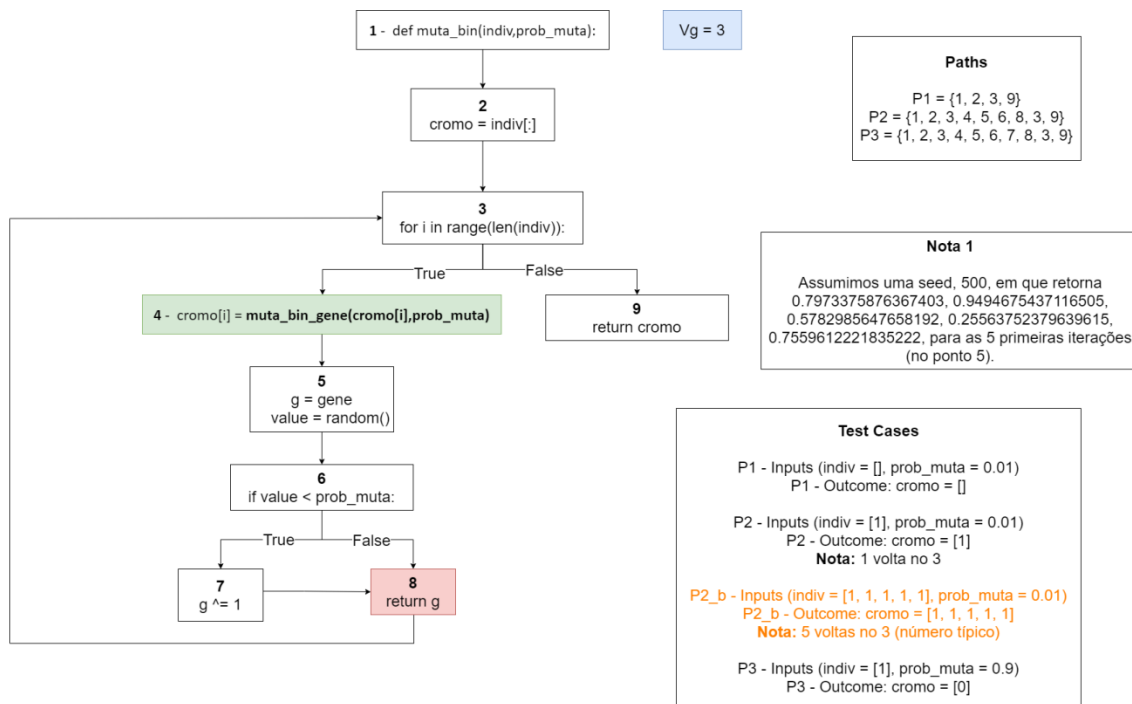 1 - def muta_bin(indiv,prob_muta):
Vg = 3
2
cromo = indiv[:]
3
for i in range(len(indiv)):
True
False
4 - cromo[i] = muta_bin_gene(cromo[i],prob_muta)
9
return cromo
5
g = gene
value = random()
6
if value < prob_muta:
True
False
7
g ^= 1
8
return g
Paths
P1 = {1, 2, 3, 9}
P2 = {1, 2, 3, 4, 5, 6, 8, 3, 9}
P3 = {1, 2, 3, 4, 5, 6, 7, 8, 3, 9}
Nota 1
Assumimos uma seed, 500, em que retorna
0.7973375876367403, 0.9494675437116505,
0.5782985647658192, 0.25563752379639615,
0.7559612221835222, para as 5 primeiras iterações
(no ponto 5).
Test Cases
P1 - Inputs (indiv = [], prob_muta = 0.01)
P1 - Outcome: cromo = []
P2 - Inputs (indiv = [1], prob_muta = 0.01)
P2 - Outcome: cromo = [1]
Nota: 1 volta no 3
P2_b - Inputs (indiv = [1, 1, 1, 1, 1], prob_muta = 0.01)
P2_b - Outcome: cromo = [1, 1, 1, 1, 1]
Nota: 5 voltas no 3 (número típico)
P3 - Inputs (indiv = [1], prob_muta = 0.9)
P3 - Outcome: cromo = [0]